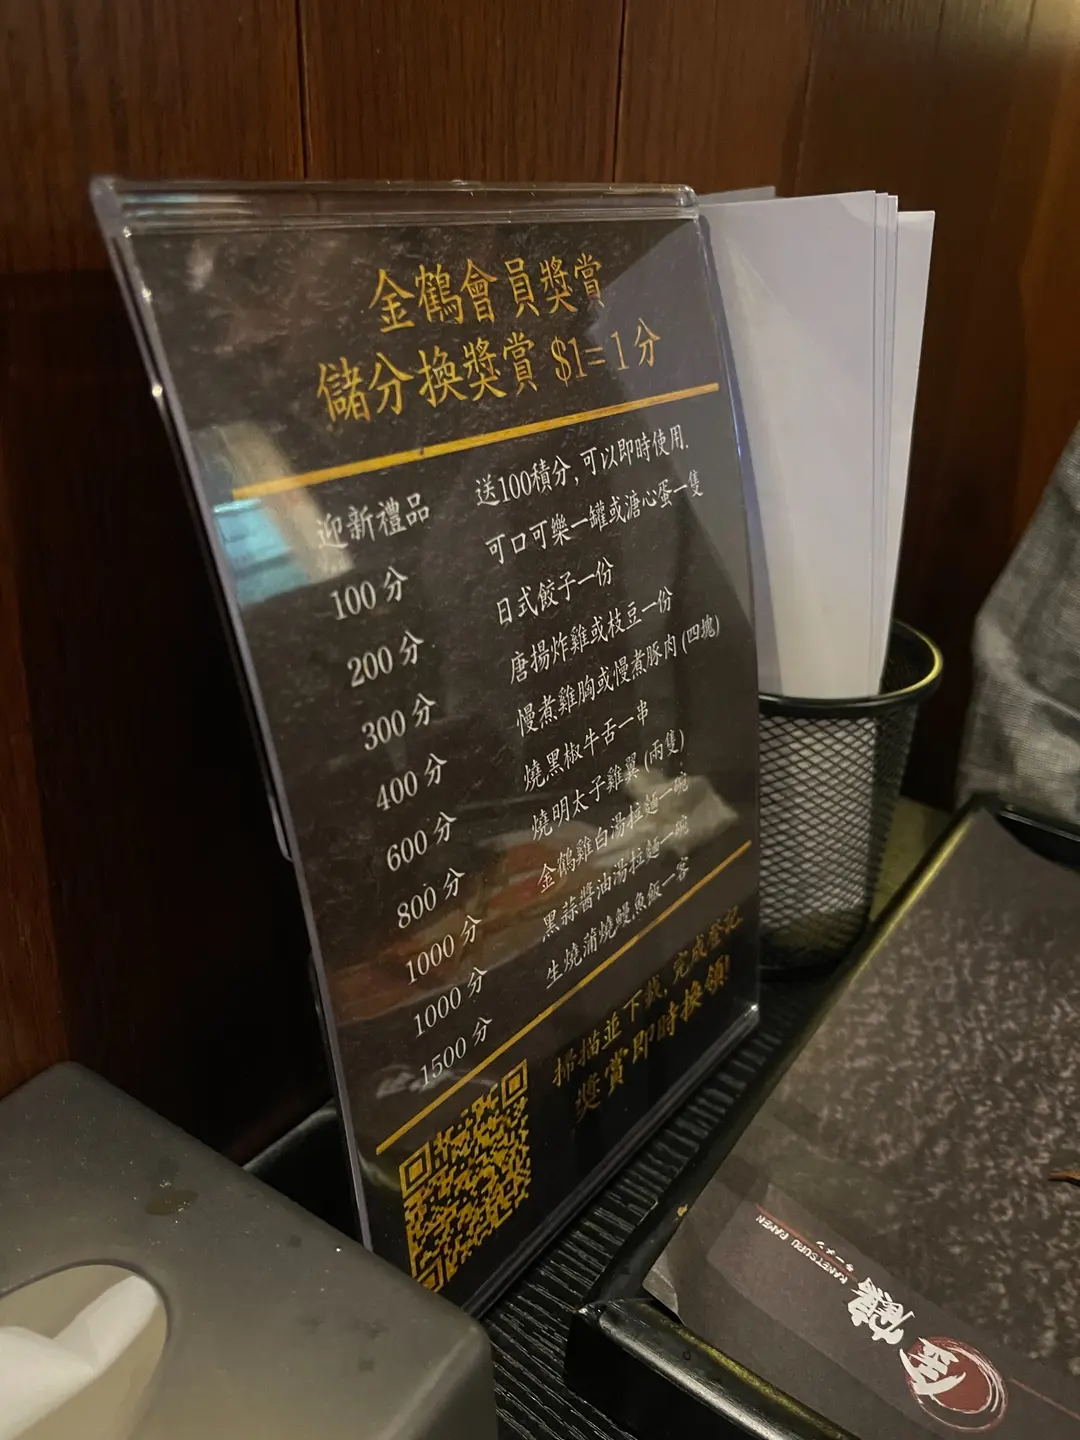 金鶴會員獎賞
儲分換獎賞 $1=1分
迎新禮品 送100積分, 可以即時使用.
100分 可口可樂一罐或溏心蛋一隻
200分 日式餃子一份
300分 唐揚炸雞或枝豆一份
400分 慢煮雞胸或慢煮豚肉 (四塊)
600分 燒黑椒牛舌一串
800分 燒明太子雞翼 (兩隻)
1000分 金鶴雞白湯拉麵一碗
1000分 黑蒜醬油湯拉麵一碗
1500分 生燒蒲燒鰻魚飯一客
掃描並下載, 完成登記
獎賞即時換領!
KANETSURU RAMEN
ラーメン
金鶴